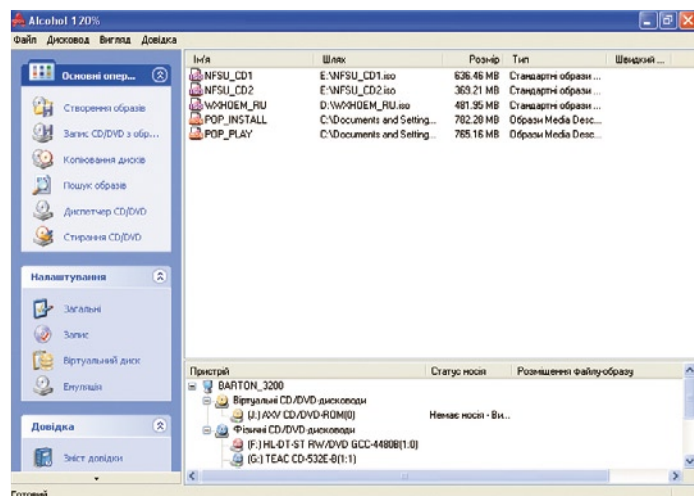 Alcohol 120%
Файл Дисковод Вигляд Довідка
Основні опер...
Створення образів
Запис CD/DVD з обр...
Копіювання дисків
Пошук образів
Диспетчер CD/DVD
Стирання CD/DVD
Налаштування
Загальні
Запис
Віртуальний диск
Емуляція
Довідка
Зміст довідки
Ім'я Шлях Розмір Тип Швидкий ...
NFSU_CD1 E:\NFSU_CD1.iso 636.46 MB Стандартні образи ...
NFSU_CD2 E:\NFSU_CD2.iso 369.21 MB Стандартні образи ...
WXHOEM_RU D:\WXHOEM_RU.iso 481.95 MB Стандартні образи ...
POP_INSTALL C:\Documents and Setting... 782.28 MB Образи Media Desc...
POP_PLAY C:\Documents and Setting... 765.16 MB Образи Media Desc...
Пристрій Статус носія Розміщення файлу-образу
BARTON_3200
Віртуальні CD/DVD-дисководи
(J:) AXV CD/DVD-ROM(0) Немає носія - Ви...
Фізичні CD/DVD-дисководи
(F:) HL-DT-ST RW/DVD GCC-4480B(1:0)
(G:) TEAC CD-532E-B(1:1)
Готовий